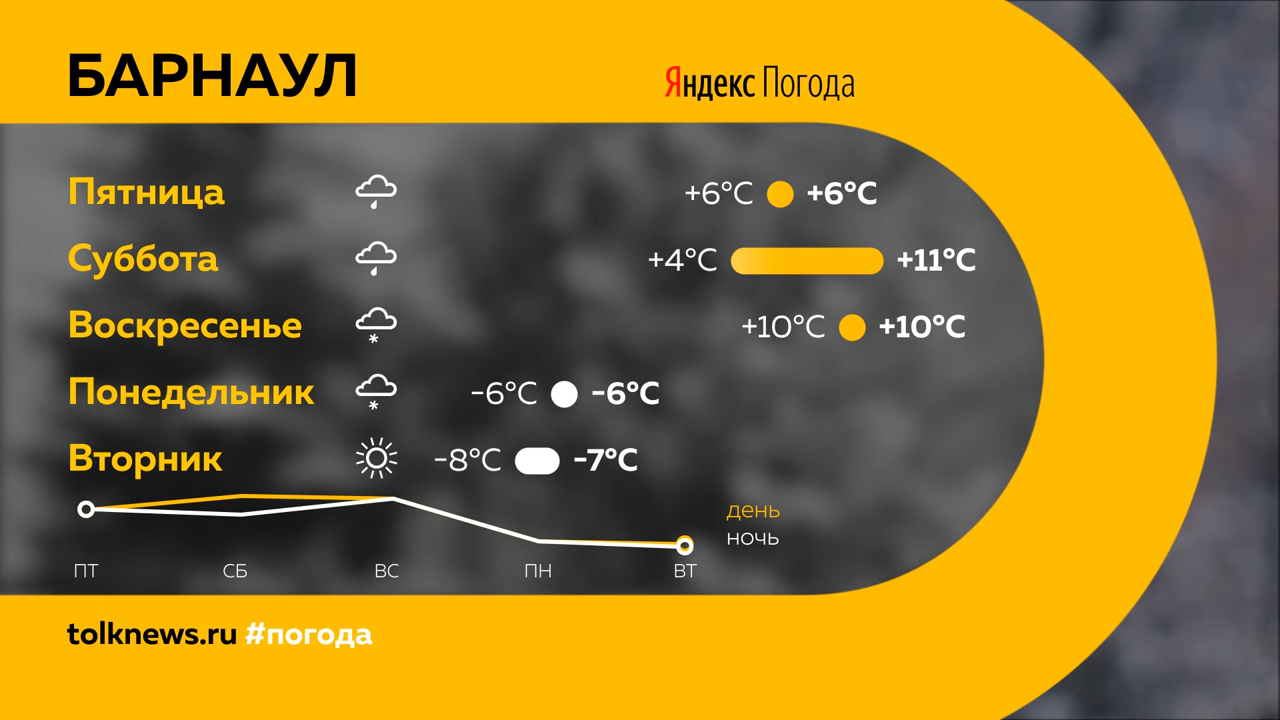 БАРНАУЛ
Яндекс Погода
Пятница +6°C +6°C
Суббота +4°C +11°C
Воскресенье +10°C +10°C
Понедельник -6°C -6°C
Вторник -8°C -7°C
день
ночь
ПТ СБ ВС ПН ВТ
tolknews.ru #погода